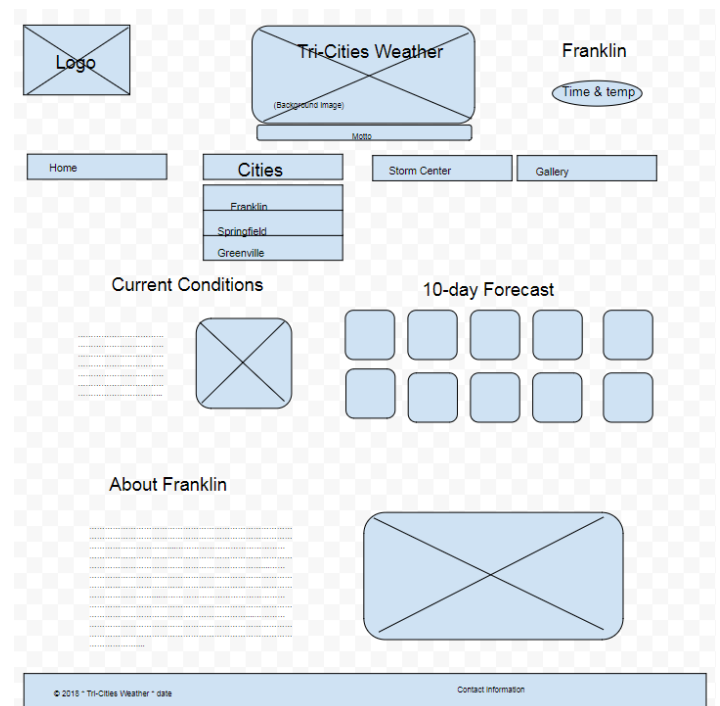 Logo
Tri-Cities Weather
(Background Image)
Motto
Franklin
Time & temp
Home
Cities
Storm Center
Gallery
Franklin
Springfield
Greenville
Current Conditions
10-day Forecast
About Franklin
© 2018 * Tri-Cities Weather * date
Contact Information